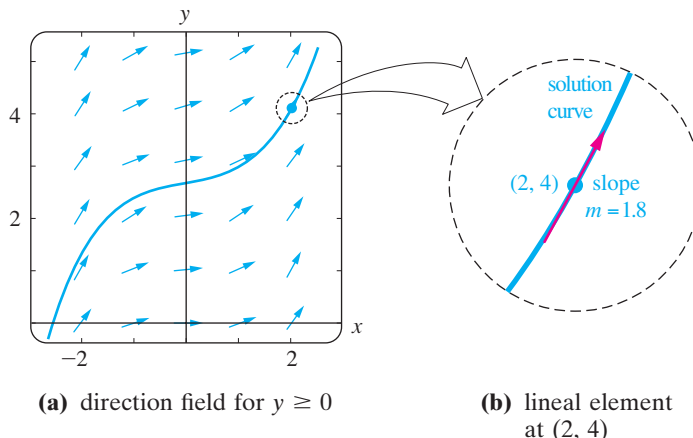 y
4
2
−2
2
x
solution
curve
(2, 4)
slope
m = 1.8
(a) direction field for y ≥ 0
(b) lineal element
at (2, 4)